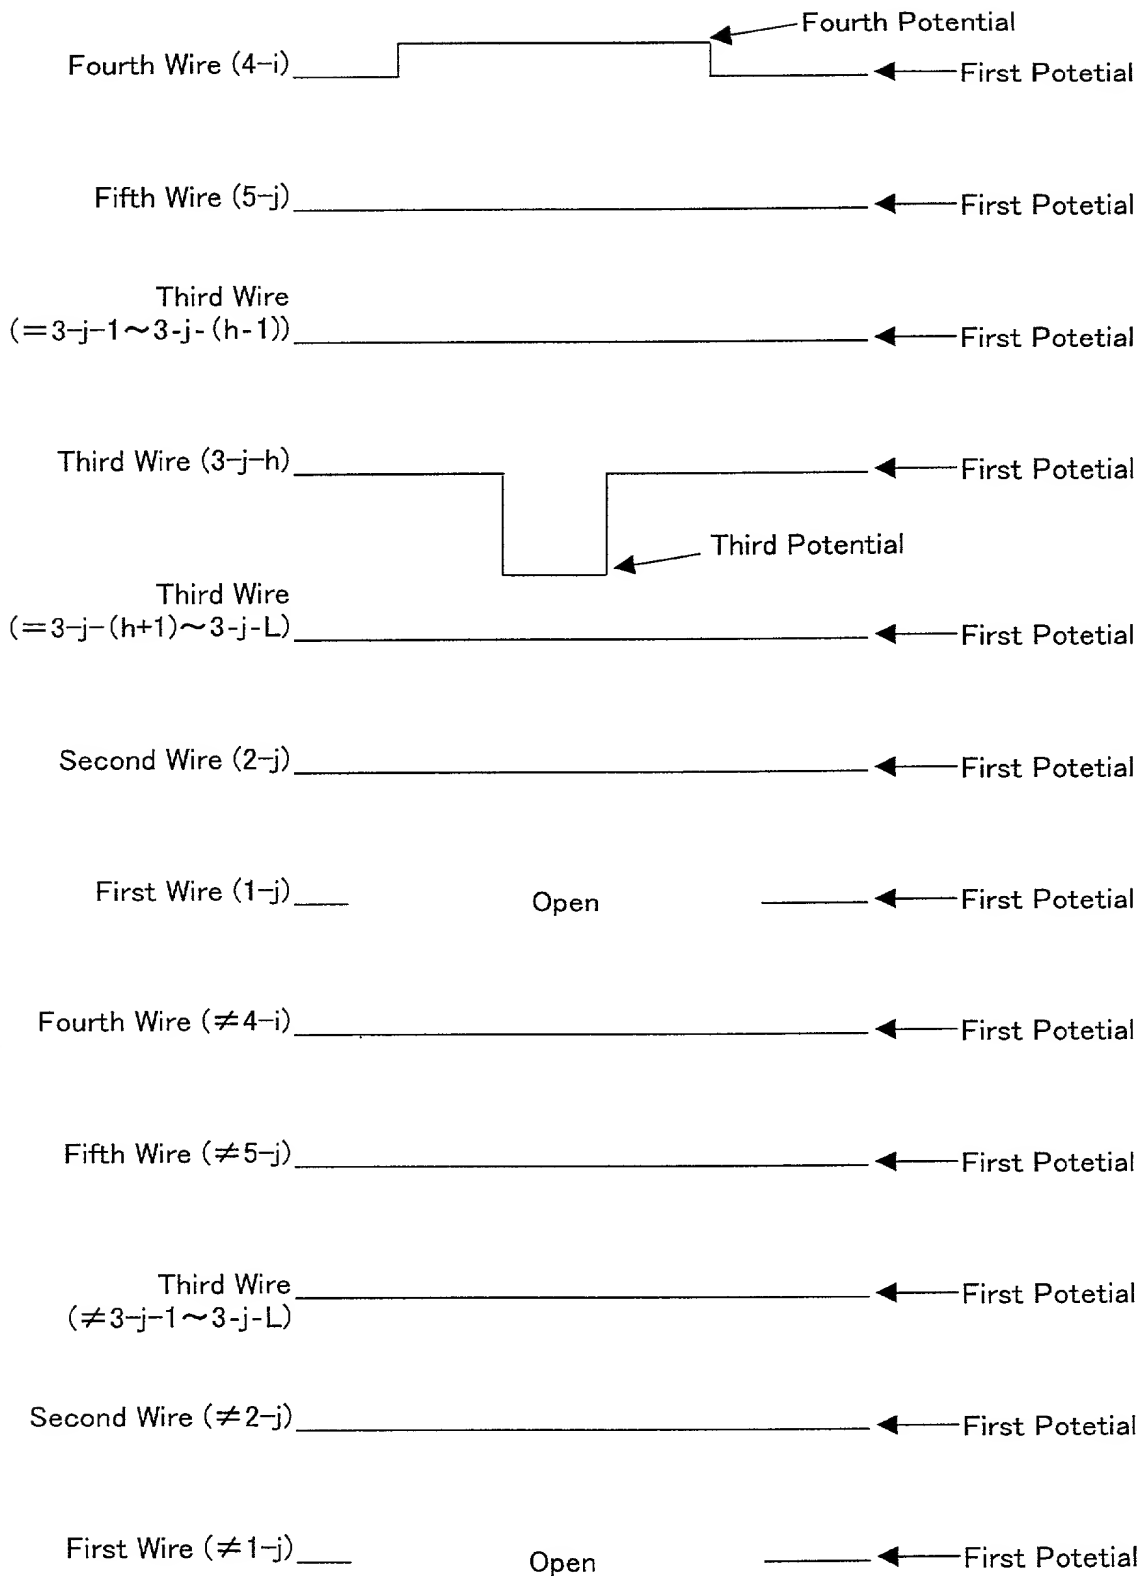 Fourth Potential
Fourth Wire (4-i)
First Potetial
Fifth Wire (5-j)
First Potetial
Third Wire
(=3-j-1~3-j-(h-1))
First Potetial
Third Wire (3-j-h)
First Potetial
Third Potential
Third Wire
(=3-j-(h+1)~3-j-L)
First Potetial
Second Wire (2-j)
First Potetial
First Wire (1-j)
Open
First Potetial
Fourth Wire (≠4-i)
First Potetial
Fifth Wire (≠5-j)
First Potetial
Third Wire
(≠3-j-1~3-j-L)
First Potetial
Second Wire (≠2-j)
First Potetial
First Wire (≠1-j)
Open
First Potetial